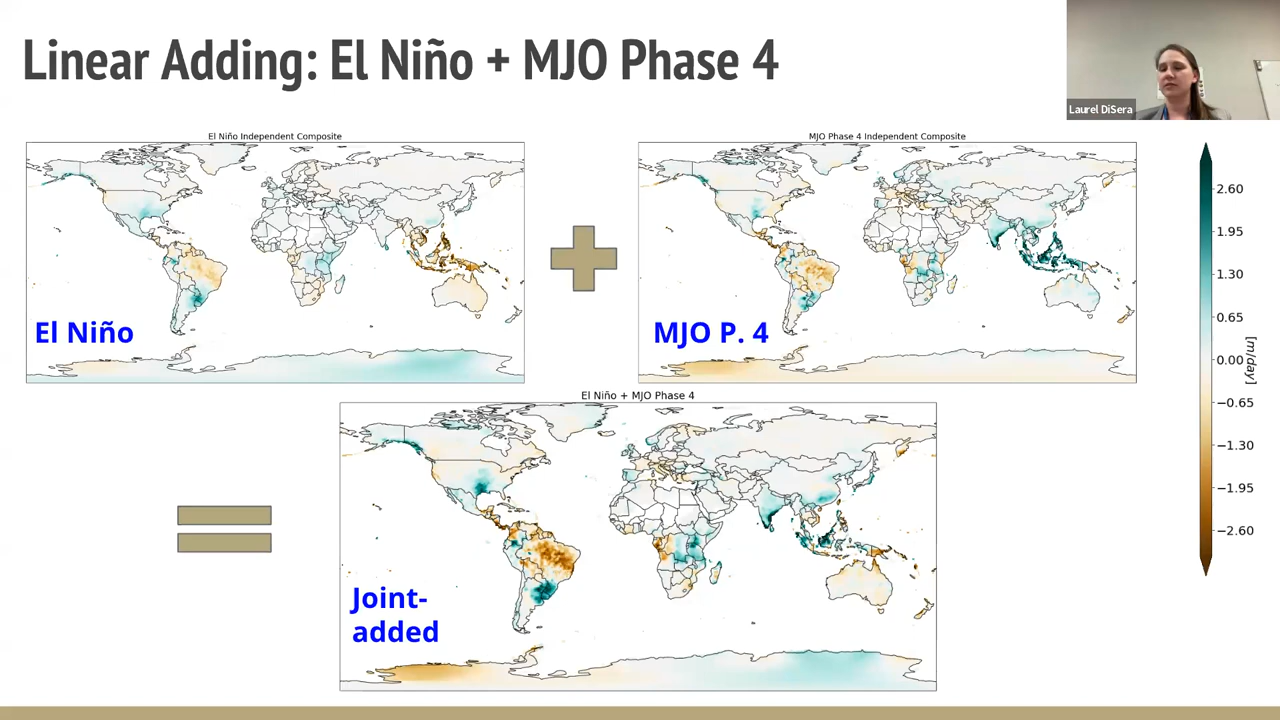 Linear Adding: El Niño + MJO Phase 4
Laurel DiSera
El Niño Independent Composite
MJO Phase 4 Independent Composite
El Niño
MJO P. 4
El Niño + MJO Phase 4
Joint-
added
2.60
1.95
1.30
0.65
0.00
−0.65
−1.30
−1.95
−2.60
[m/day]